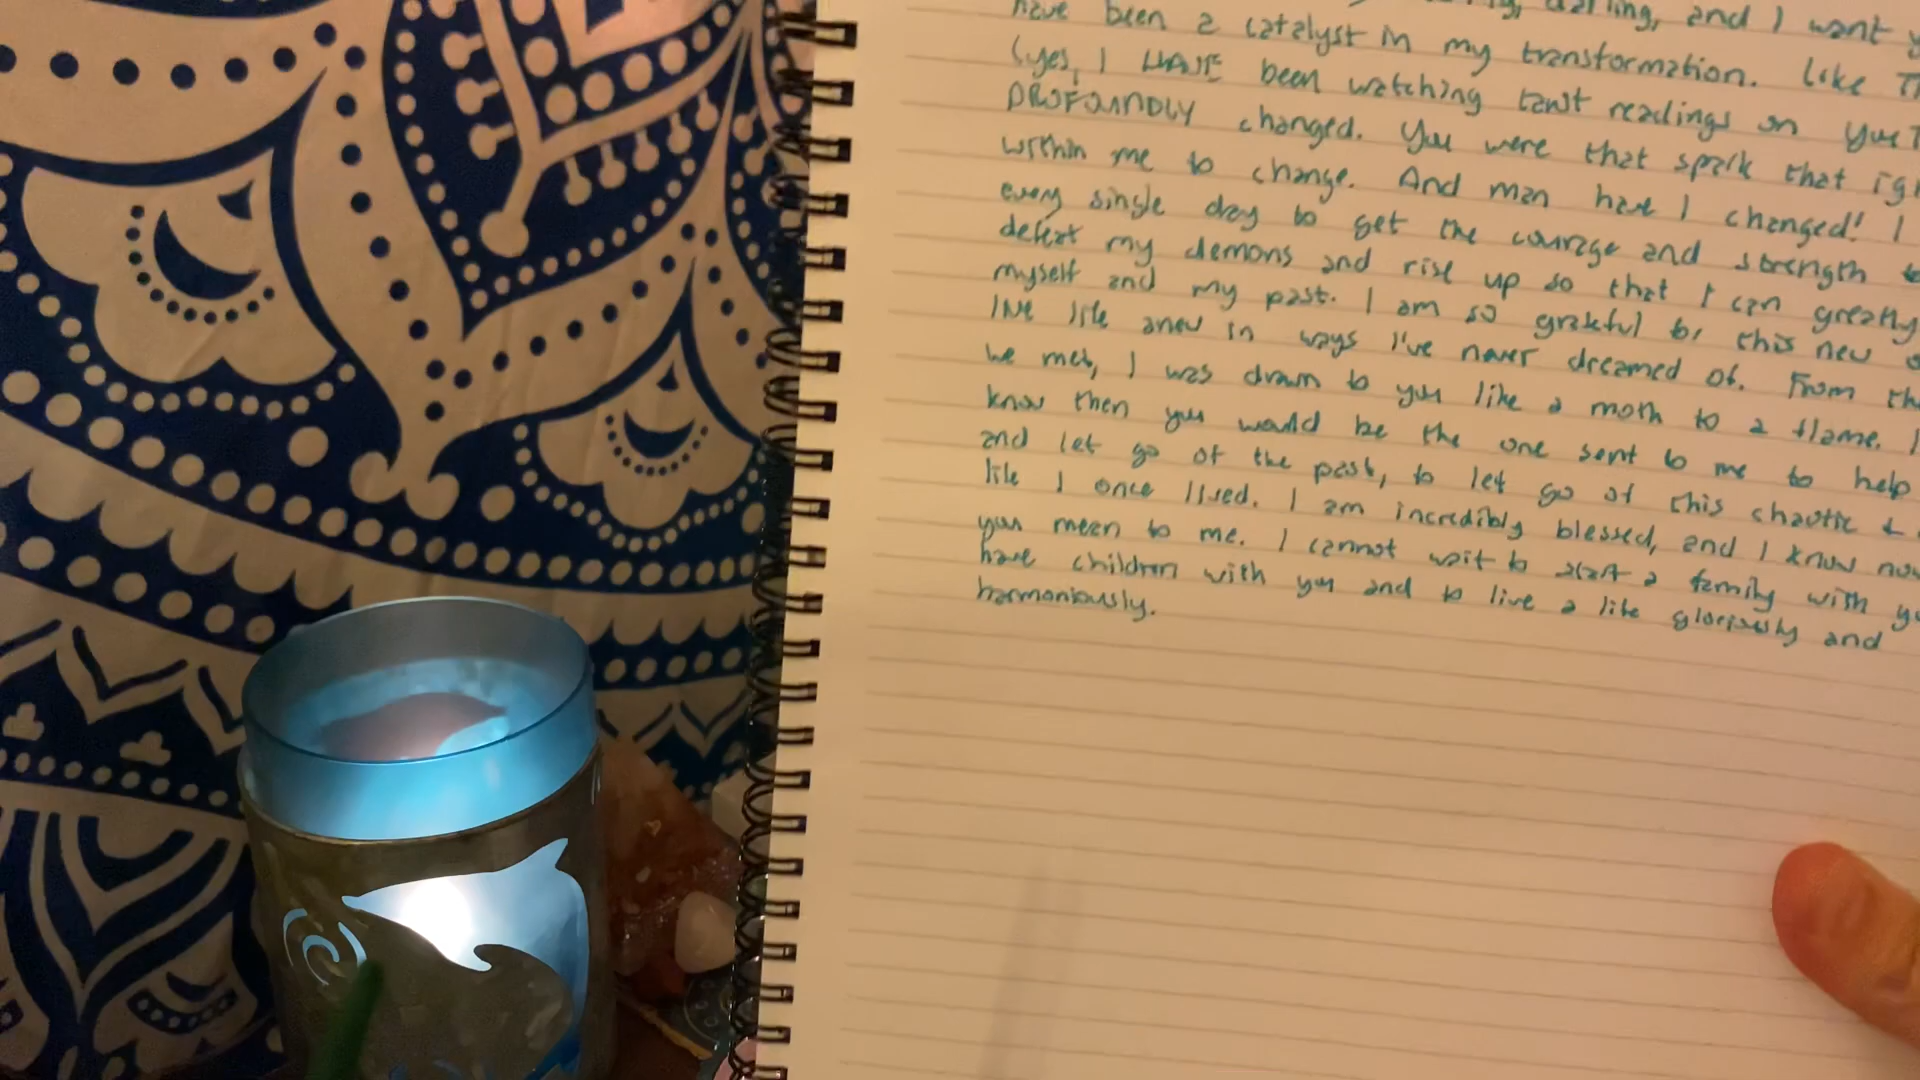 darling, and I want
have been a catalyst in my transformation. Like
(yes, I HAVE been watching tarot readings on
PROFOUNDLY changed. You were that spark that
within me to change. And man have I changed! I
every single day to get the courage and strength
defeat my demons and rise up so that I can greatly
myself and my past. I am so grateful for this new
live life anew in ways I've never dreamed of. From
we met, I was drawn to you like a moth to a flame.
know then you would be the one sent to me to help
and let go of the past, to let go of this chaotic +
life I once lived. I am incredibly blessed, and I know now
you mean to me. I cannot wait to start a family with
have children with you and to live a life gloriously and
harmoniously.